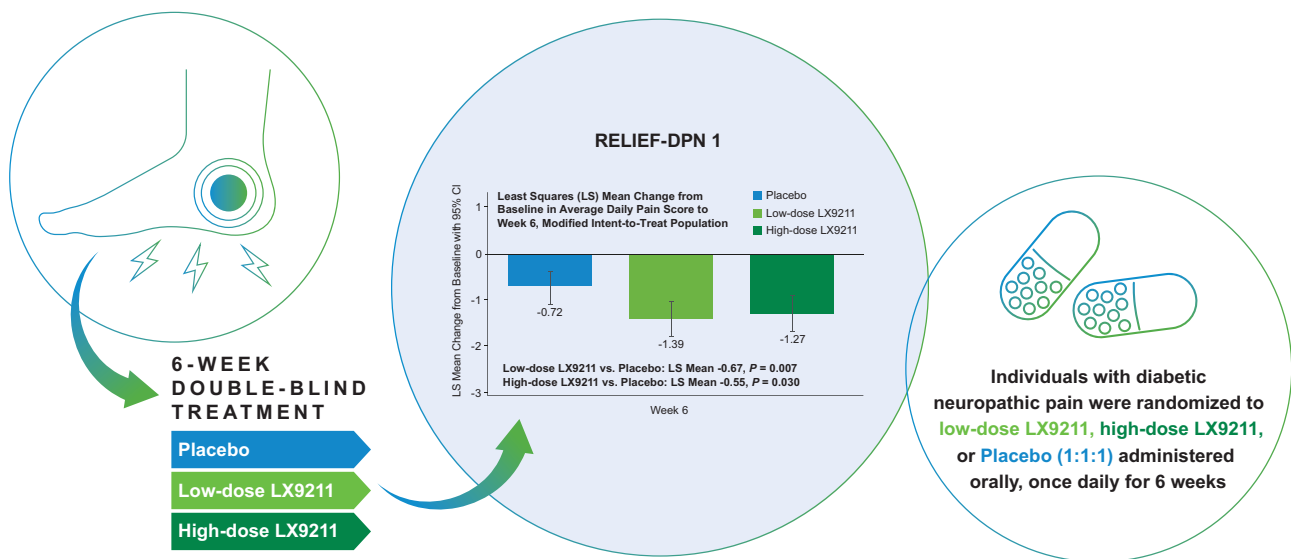 6-WEEK
DOUBLE-BLIND
TREATMENT
Placebo
Low-dose LX9211
High-dose LX9211
RELIEF-DPN 1
LS Mean Change from Baseline with 95% CI
1
0
-1
-2
-3
Least Squares (LS) Mean Change from
Baseline in Average Daily Pain Score to
Week 6, Modified Intent-to-Treat Population
Placebo
Low-dose LX9211
High-dose LX9211
-0.72
-1.39
-1.27
Low-dose LX9211 vs. Placebo: LS Mean -0.67, P = 0.007
High-dose LX9211 vs. Placebo: LS Mean -0.55, P = 0.030
Week 6
Individuals with diabetic
neuropathic pain were randomized to
low-dose LX9211, high-dose LX9211,
or Placebo (1:1:1) administered
orally, once daily for 6 weeks